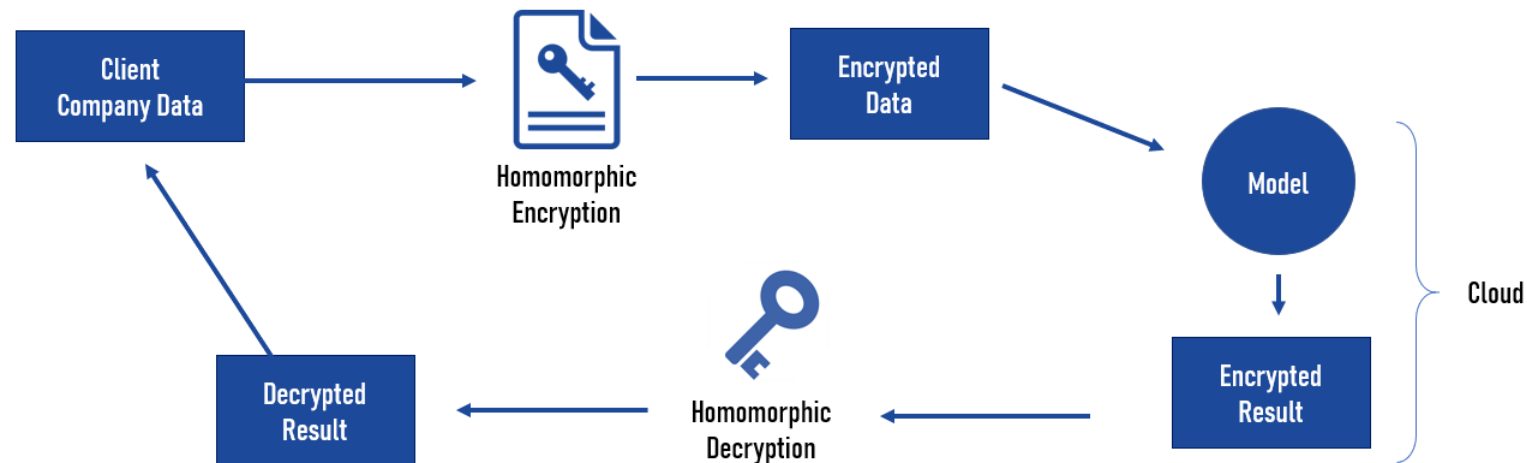 Client
Company Data
Homomorphic
Encryption
Encrypted
Data
Model
Cloud
Encrypted
Result
Homomorphic
Decryption
Decrypted
Result